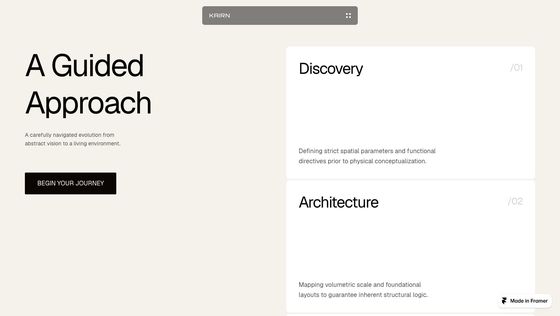 KAIRN
A Guided
Approach
A carefully navigated evolution from
abstract vision to a living environment.
BEGIN YOUR JOURNEY
Discovery
/01
Defining strict spatial parameters and functional
directives prior to physical conceptualization.
Architecture
/02
Mapping volumetric scale and foundational
layouts to guarantee inherent structural logic.
Made in Framer